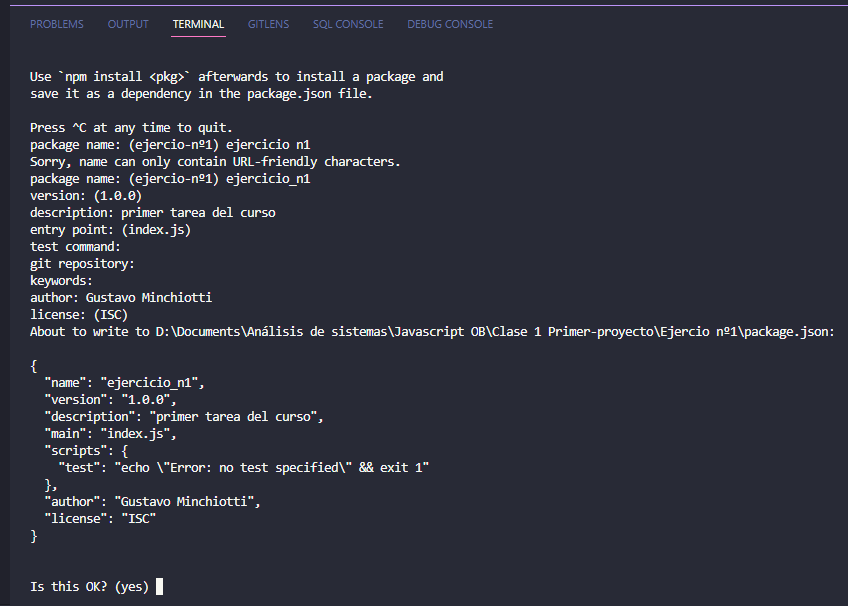 PROBLEMS OUTPUT TERMINAL GITLENS SQL CONSOLE DEBUG CONSOLE
Use `npm install <pkg>` afterwards to install a package and
save it as a dependency in the package.json file.
Press ^C at any time to quit.
package name: (ejercio-nº1) ejercicio n1
Sorry, name can only contain URL-friendly characters.
package name: (ejercio-nº1) ejercicio_n1
version: (1.0.0)
description: primer tarea del curso
entry point: (index.js)
test command:
git repository:
keywords:
author: Gustavo Minchiotti
license: (ISC)
About to write to D:\Documents\Análisis de sistemas\Javascript OB\Clase 1 Primer-proyecto\Ejercio nº1\package.json:
{
  "name": "ejercicio_n1",
  "version": "1.0.0",
  "description": "primer tarea del curso",
  "main": "index.js",
  "scripts": {
    "test": "echo \"Error: no test specified\" && exit 1"
  },
  "author": "Gustavo Minchiotti",
  "license": "ISC"
}
Is this OK? (yes)